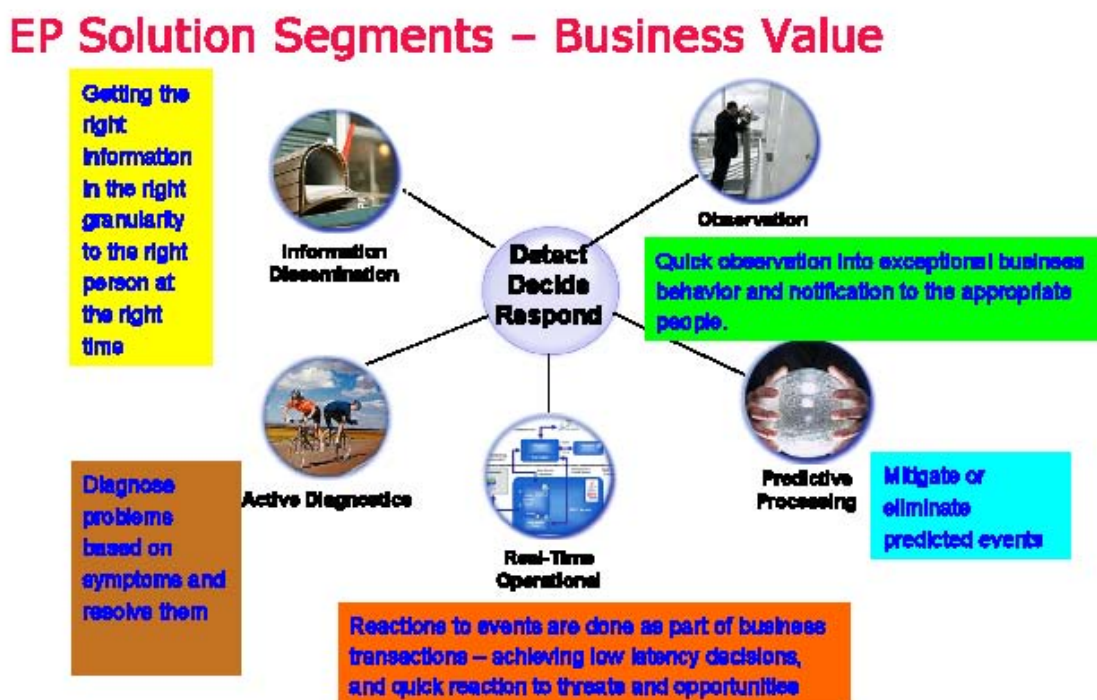 EP Solution Segments – Business Value
Getting the
right
information
in the right
granularity
to the right
person at
the right
time
Information
Dissemination
Observation
Detect
Decide
Respond
Quick observation into exceptional business
behavior and notification to the appropriate
people.
Active Diagnostics
Diagnose
problems
based on
symptoms and
resolve them
Real-Time
Operational
Predictive
Processing
Mitigate or
eliminate
predicted events
Reactions to events are done as part of business
transactions – achieving low latency decisions,
and quick reaction to threats and opportunities